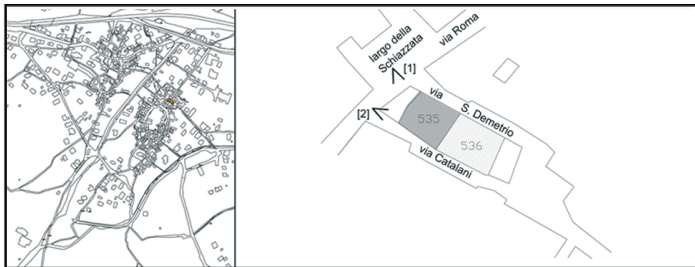 largo della
Schiazzata
via Roma
[1]
[2]
via
S. Demetrio
535
536
via Catalani